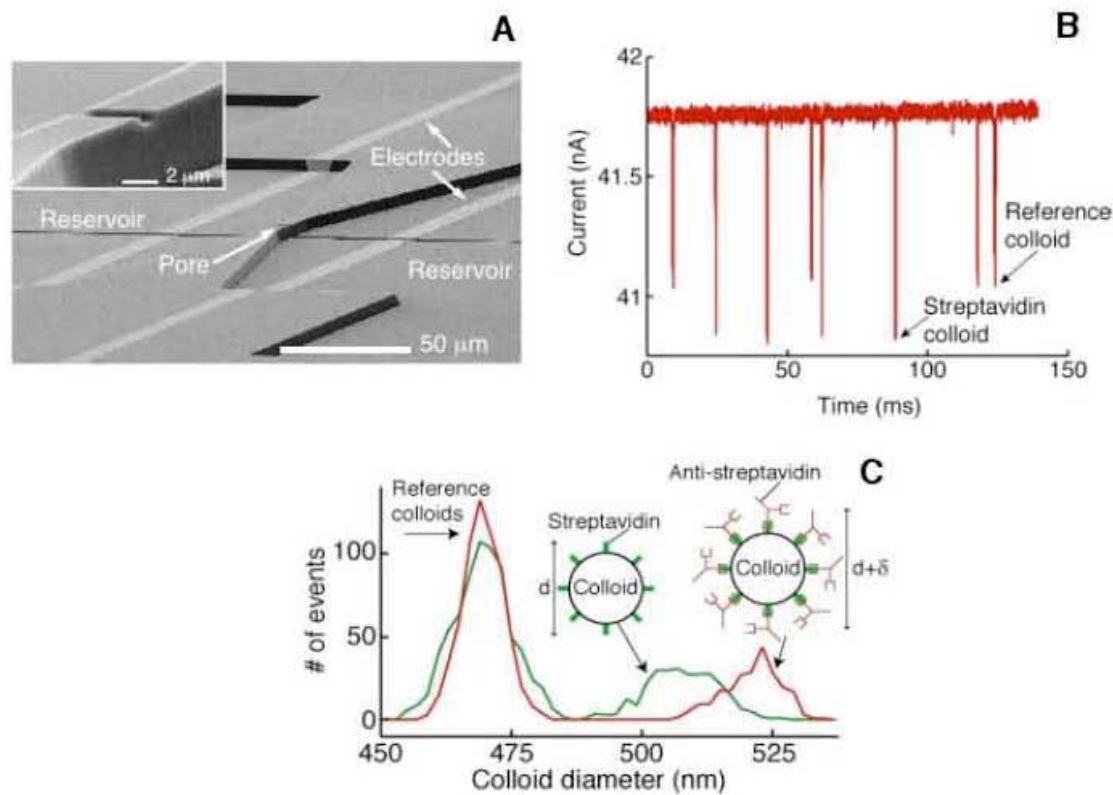 A
2 μm
Electrodes
Reservoir
Pore
Reservoir
50 μm
B
42
41.5
41
Current (nA)
Reference
colloid
Streptavidin
colloid
0
50
100
150
Time (ms)
C
Reference
colloids
Streptavidin
Anti-streptavidin
d
Colloid
Colloid
d+δ
100
50
0
# of events
450
475
500
525
Colloid diameter (nm)